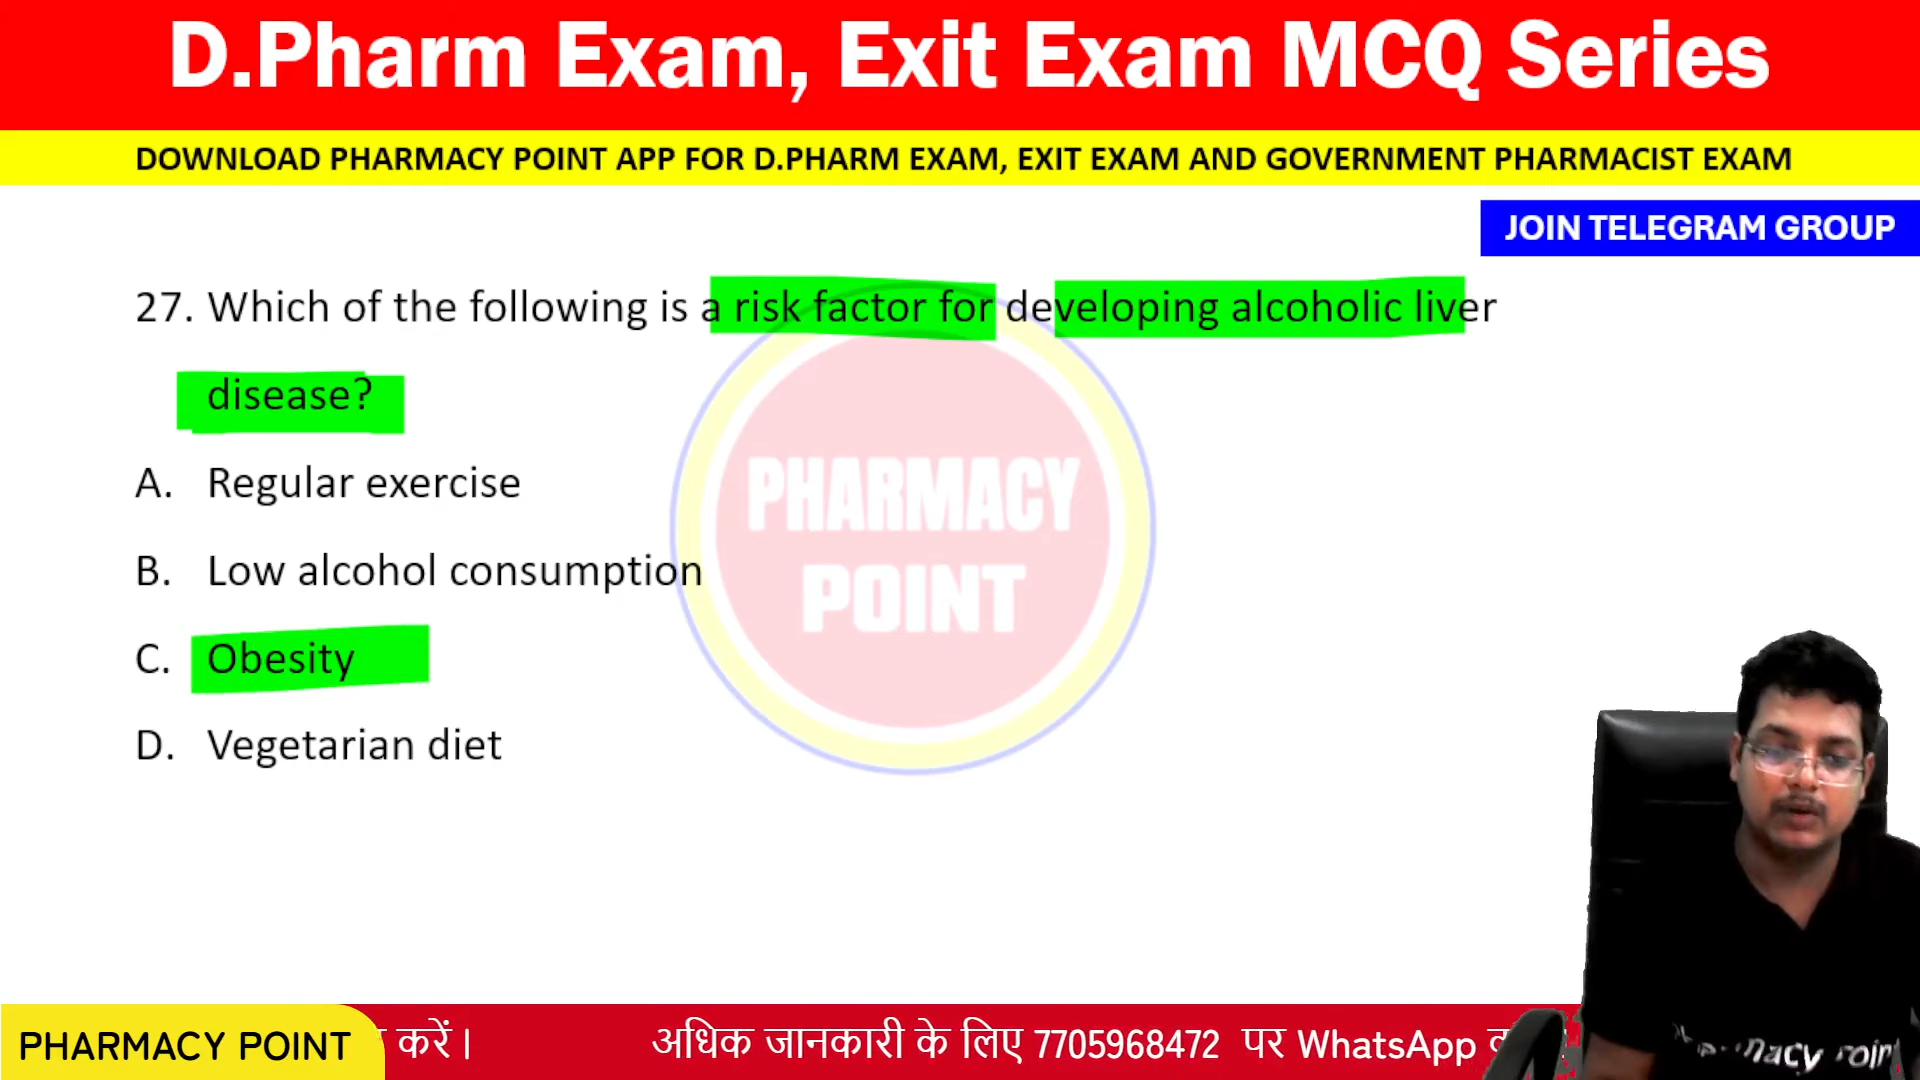 D.Pharm Exam, Exit Exam MCQ Series
DOWNLOAD PHARMACY POINT APP FOR D.PHARM EXAM, EXIT EXAM AND GOVERNMENT PHARMACIST EXAM
JOIN TELEGRAM GROUP
27. Which of the following is a risk factor for developing alcoholic liver
disease?
A. Regular exercise
B. Low alcohol consumption
C. Obesity
D. Vegetarian diet
PHARMACY
POINT
PHARMACY POINT
करें। अधिक जानकारी के लिए 7705968472 पर WhatsApp